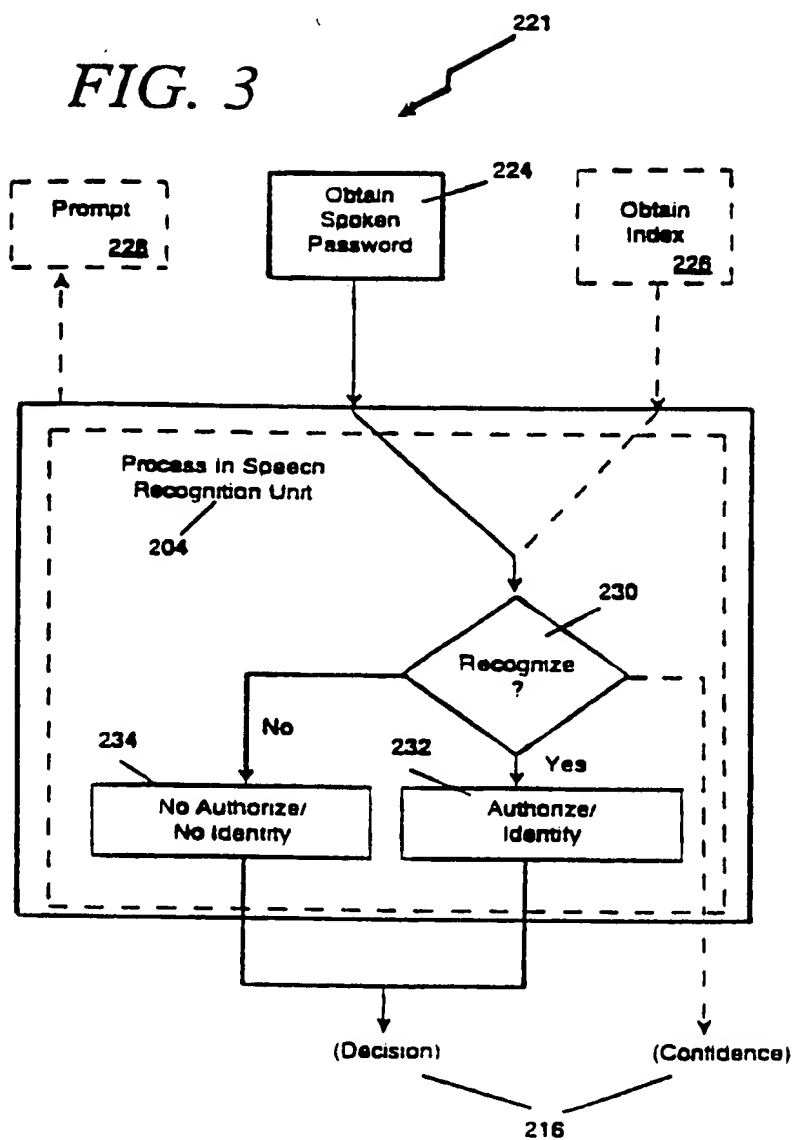 FIG. 3
221
Prompt
228
Obtain
Spoken
Password
224
Obtain
Index
226
Process in Speech
Recognition Unit
204
230
Recognize
?
No
Yes
234
232
No Authorize/
No Identity
Authorize/
Identity
(Decision)
(Confidence)
216